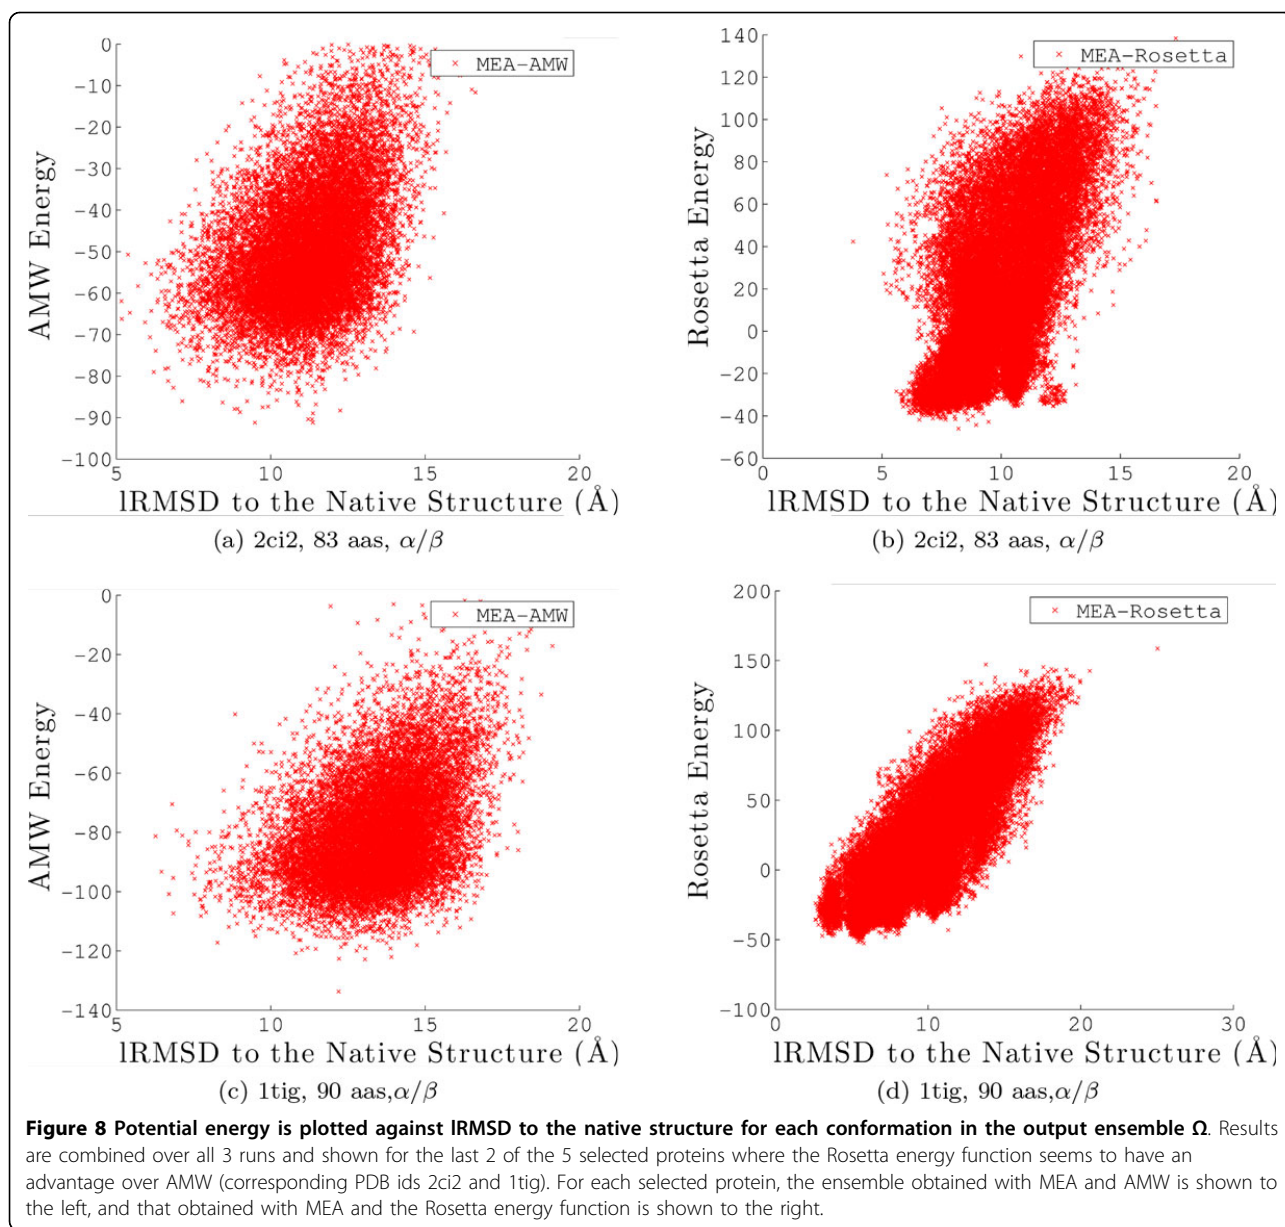 0
-10
-20
-30
-40
-50
-60
-70
-80
-90
-100
5
10
15
20
AMW Energy
MEA-AMW
lRMSD to the Native Structure (Å)
(a) 2ci2, 83 aas, α/β
140
120
100
80
60
40
20
0
-20
-40
-60
0
5
10
15
20
Rosetta Energy
MEA-Rosetta
lRMSD to the Native Structure (Å)
(b) 2ci2, 83 aas, α/β
0
-20
-40
-60
-80
-100
-120
-140
5
10
15
20
AMW Energy
MEA-AMW
lRMSD to the Native Structure (Å)
(c) 1tig, 90 aas,α/β
200
150
100
50
0
-50
-100
0
10
20
30
Rosetta Energy
MEA-Rosetta
lRMSD to the Native Structure (Å)
(d) 1tig, 90 aas,α/β
Figure 8 Potential energy is plotted against lRMSD to the native structure for each conformation in the output ensemble Ω. Results
are combined over all 3 runs and shown for the last 2 of the 5 selected proteins where the Rosetta energy function seems to have an
advantage over AMW (corresponding PDB ids 2ci2 and 1tig). For each selected protein, the ensemble obtained with MEA and AMW is shown to
the left, and that obtained with MEA and the Rosetta energy function is shown to the right.